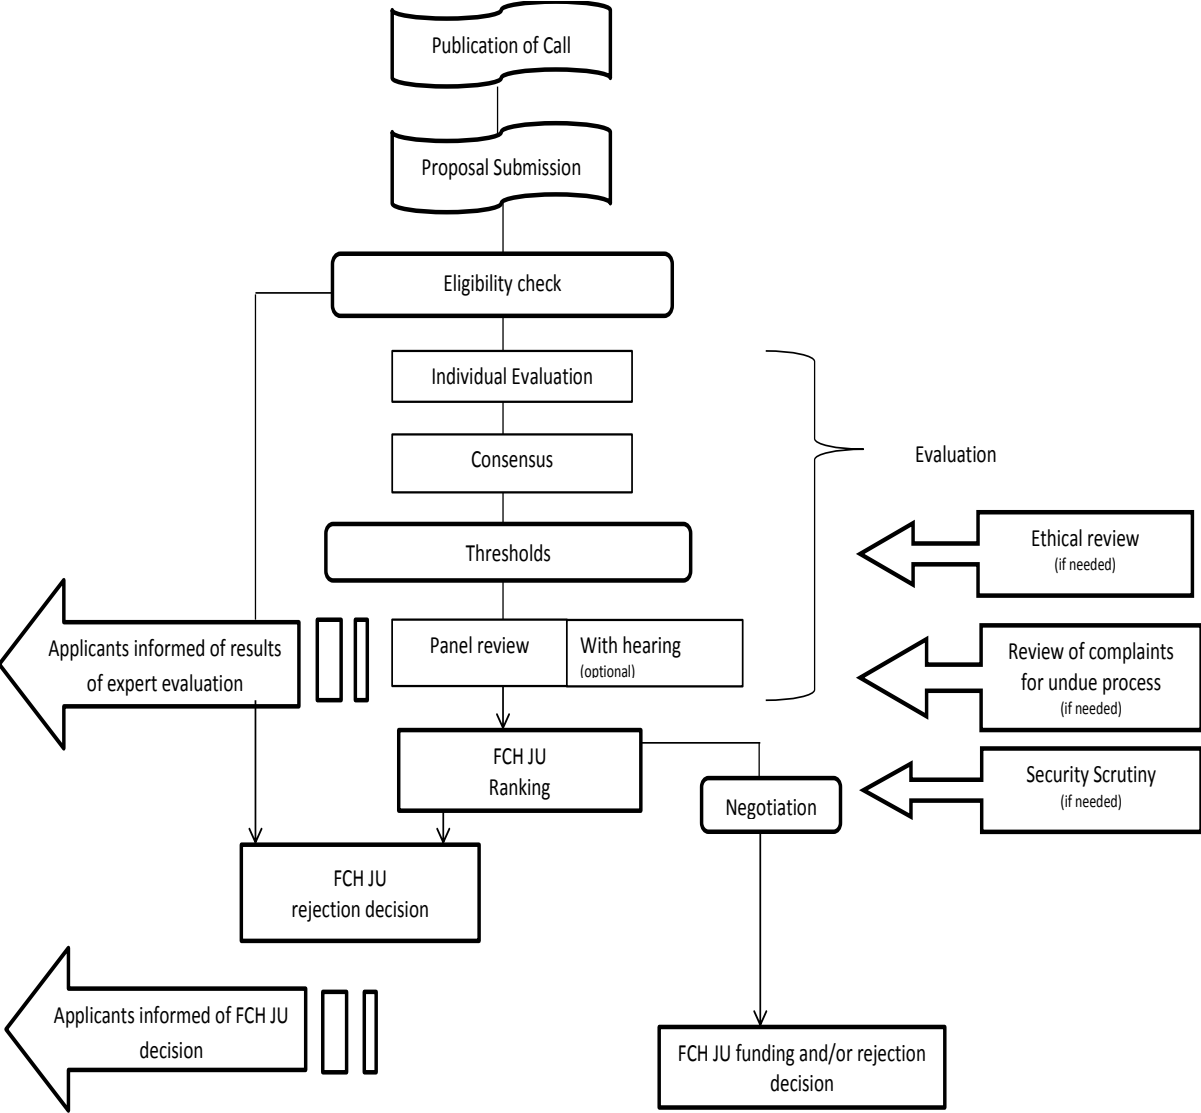 Publication of Call
Proposal Submission
Eligibility check
Individual Evaluation
Consensus
Evaluation
Thresholds
Ethical review
(if needed)
Applicants informed of results
of expert evaluation
Panel review
With hearing
(optional)
Review of complaints
for undue process
(if needed)
FCH JU
Ranking
Negotiation
Security Scrutiny
(if needed)
FCH JU
rejection decision
Applicants informed of FCH JU
decision
FCH JU funding and/or rejection
decision